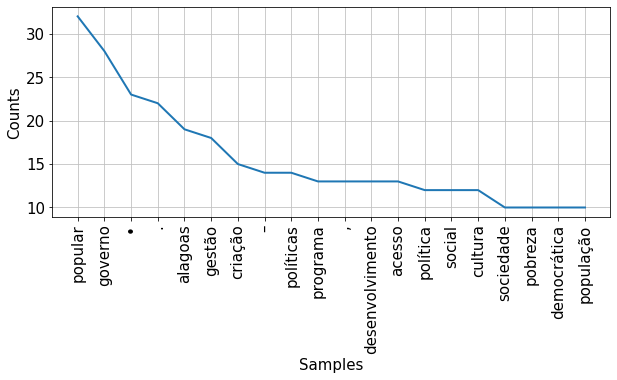 Counts
30
25
20
15
10
popular
governo
•
.
alagoas
gestão
criação
–
políticas
programa
,
desenvolvimento
acesso
política
social
cultura
sociedade
pobreza
democrática
população
Samples